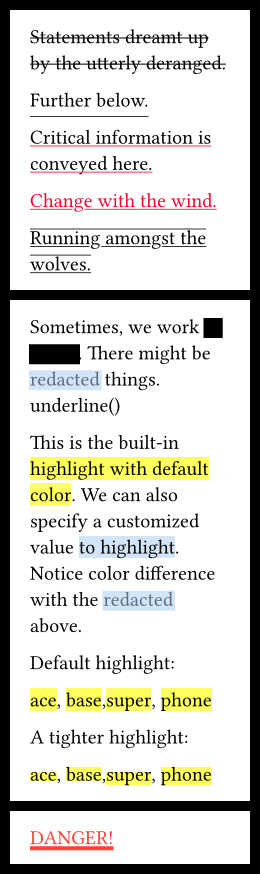 Statements dreamt up
by the utterly deranged.
Further below.
Critical information is
conveyed here.
Change with the wind.
Running amongst the
wolves.
Sometimes, we work
. There might be
redacted things.
underline()
This is the built-in
highlight with default
color. We can also
specify a customized
value to highlight.
Notice color difference
with the redacted
above.
Default highlight:
ace, base,super, phone
A tighter highlight:
ace, base,super, phone
DANGER!